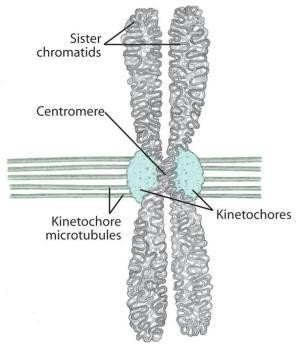 Sister
chromatids
Centromere
Kinetochore
microtubules
Kinetochores